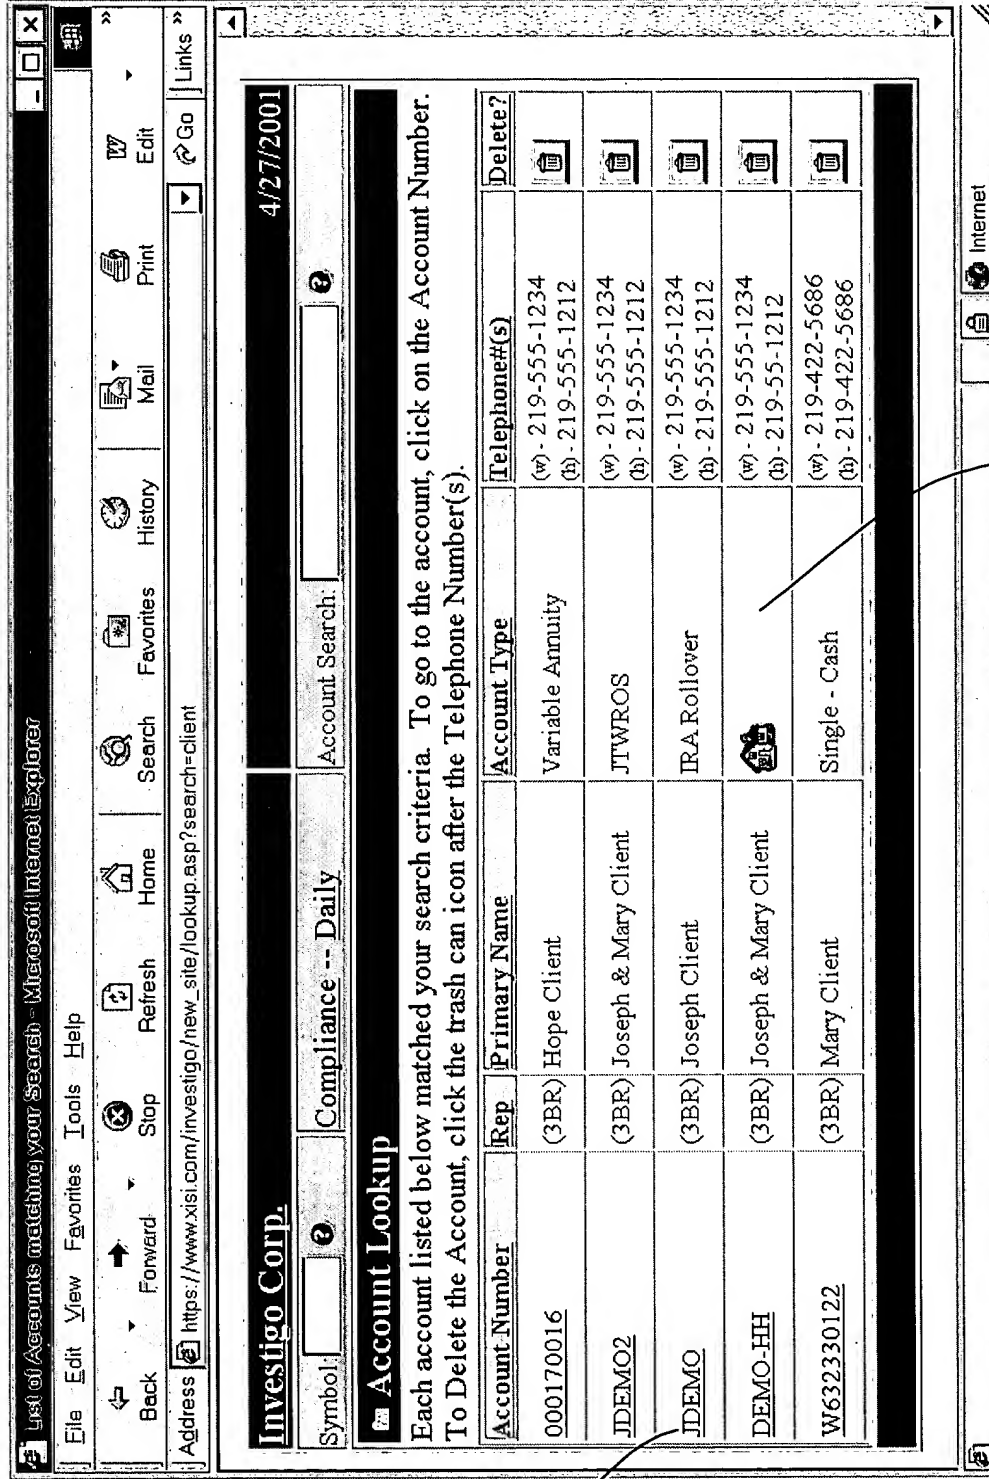 List of Accounts matching your Search - Microsoft Internet Explorer
File Edit View Favorites Tools Help
Back Forward Stop Refresh Home Search Favorites History Mail Print Edit
Address https://www.xisi.com/investigo/new_site/lookup.asp?search=client Go Links
Investigo Corp. 4/27/2001
Symbol: Compliance -- Daily Account Search:
Account Lookup
Each account listed below matched your search criteria. To go to the account, click on the Account Number.
To Delete the Account, click the trash can icon after the Telephone Number(s).
Account Number Rep Primary Name Account Type Telephone#(s) Delete?
000170016 (3BR) Hope Client Variable Annuity (w) - 219-555-1234
(h) - 219-555-1212
JDEMO2 (3BR) Joseph & Mary Client JTWROS (w) - 219-555-1234
(h) - 219-555-1212
JDEMO (3BR) Joseph Client IRA Rollover (w) - 219-555-1234
(h) - 219-555-1212
DEMO-HH (3BR) Joseph & Mary Client (w) - 219-555-1234
(h) - 219-55-1212
W632330122 (3BR) Mary Client Single - Cash (w) - 219-422-5686
(h) - 219-422-5686
Internet